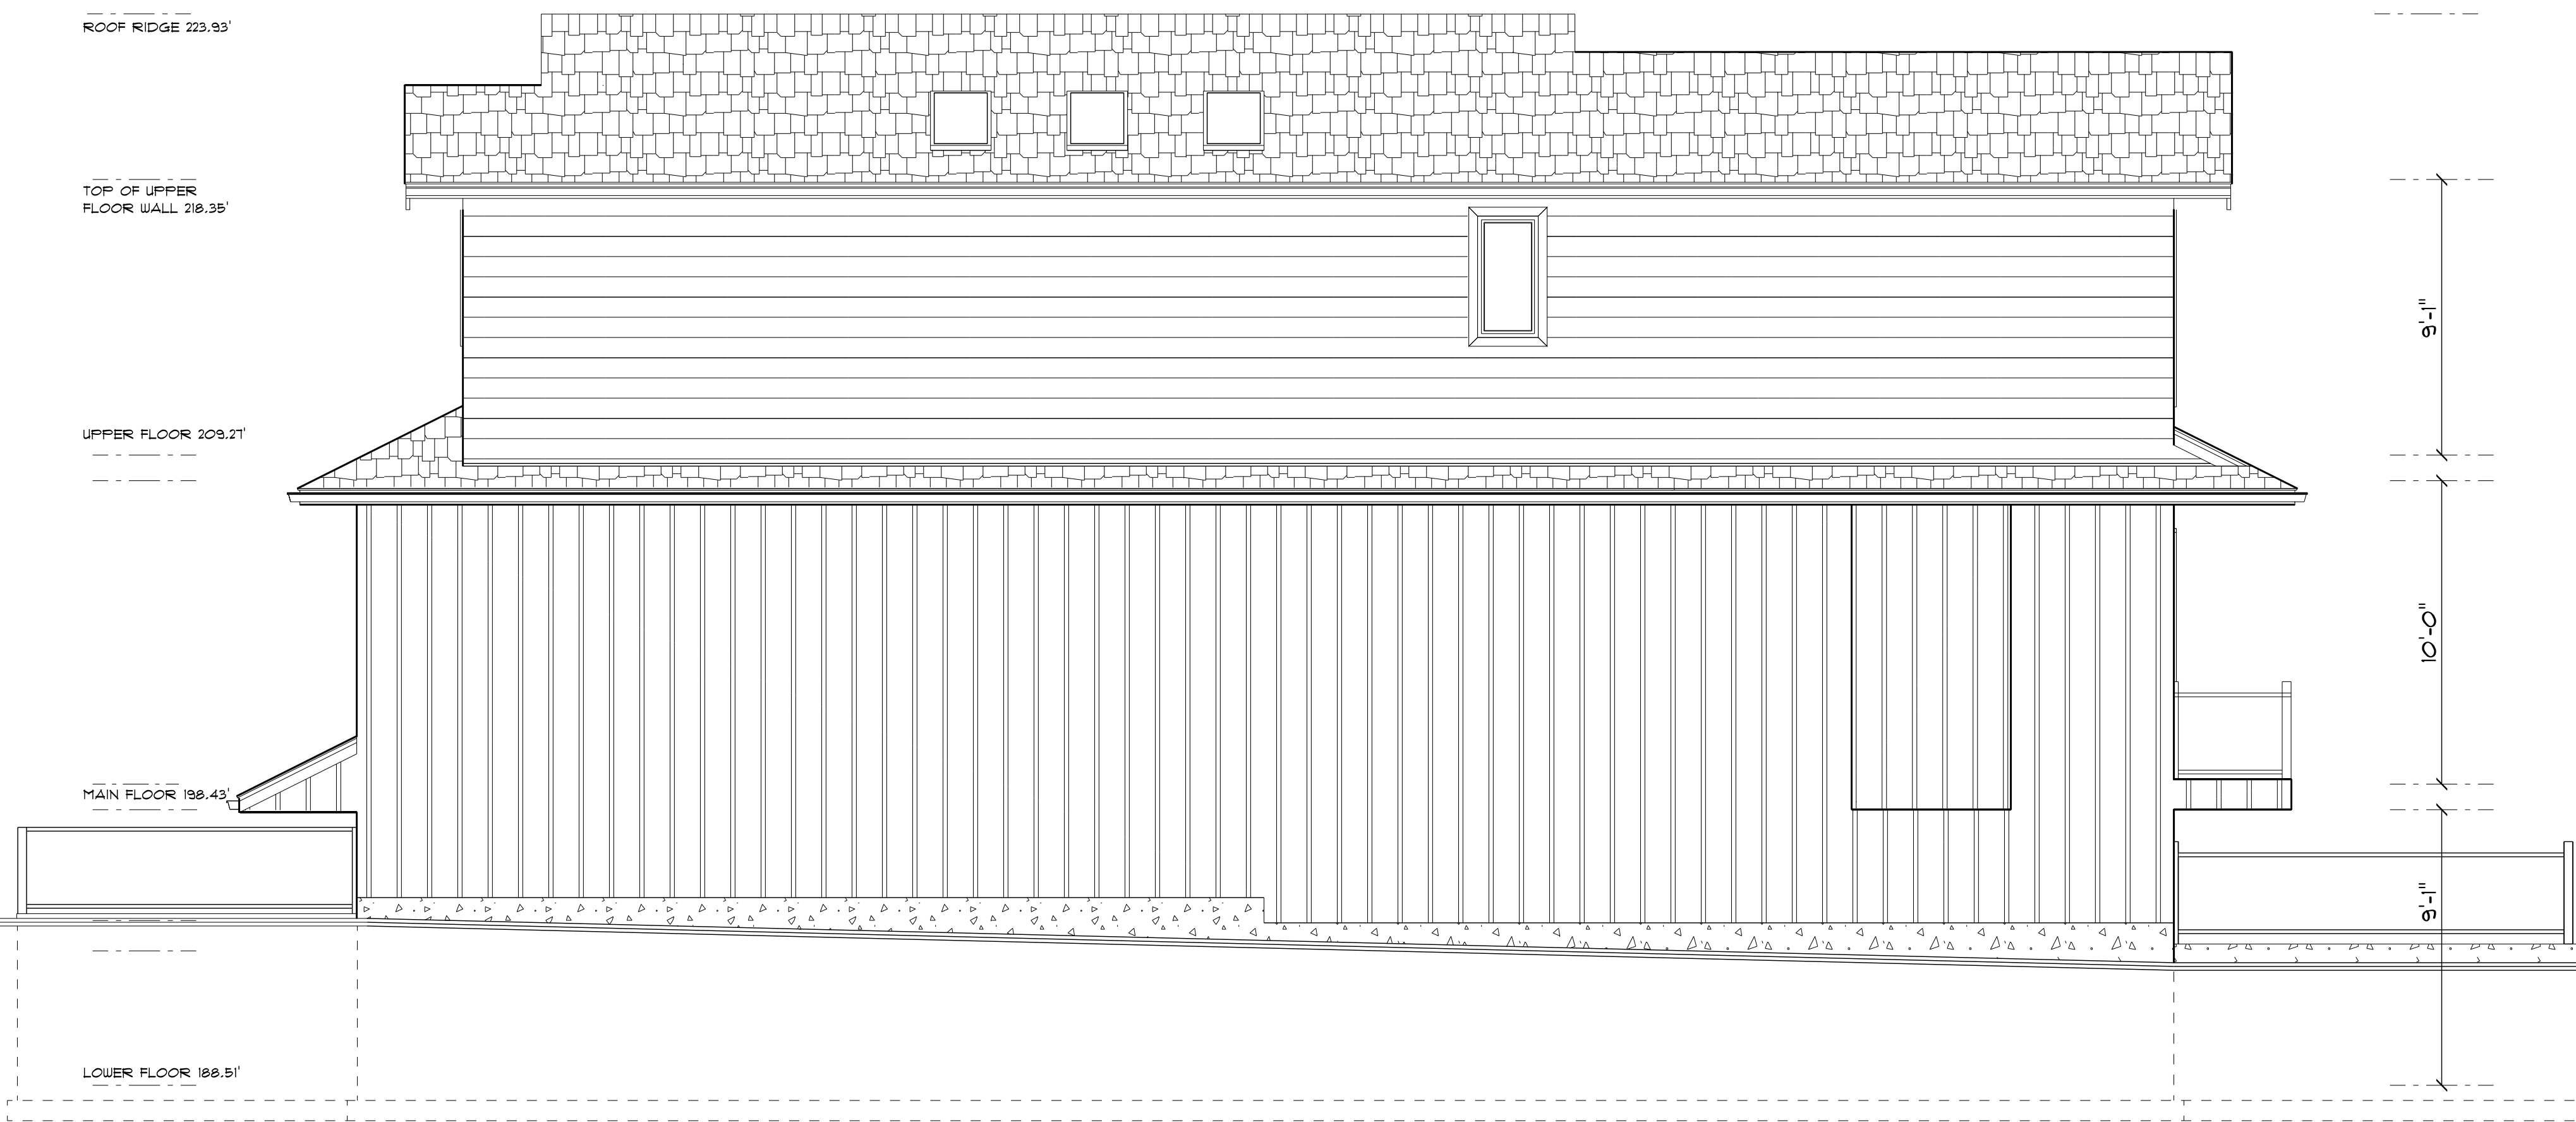 ROOF RIDGE 223.93'
TOP OF UPPER
FLOOR WALL 218.35'
9'-1"
UPPER FLOOR 209.27'
10'-0"
MAIN FLOOR 198.43'
9'-1"
LOWER FLOOR 188.51'